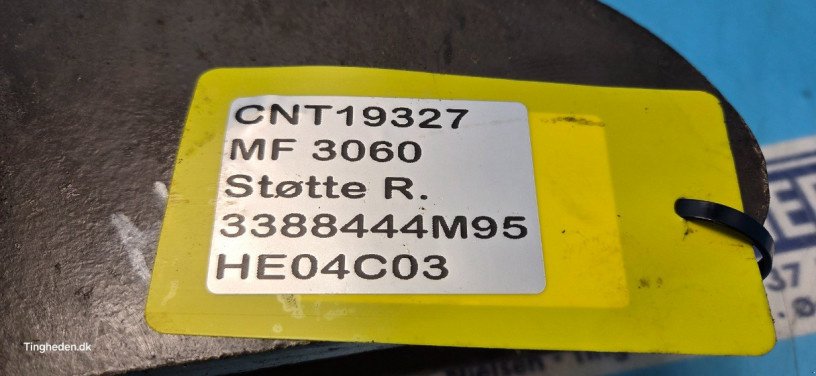 CNT19327
MF 3060
Støtte R.
3388444M95
HE04C03
Tingheden.dk